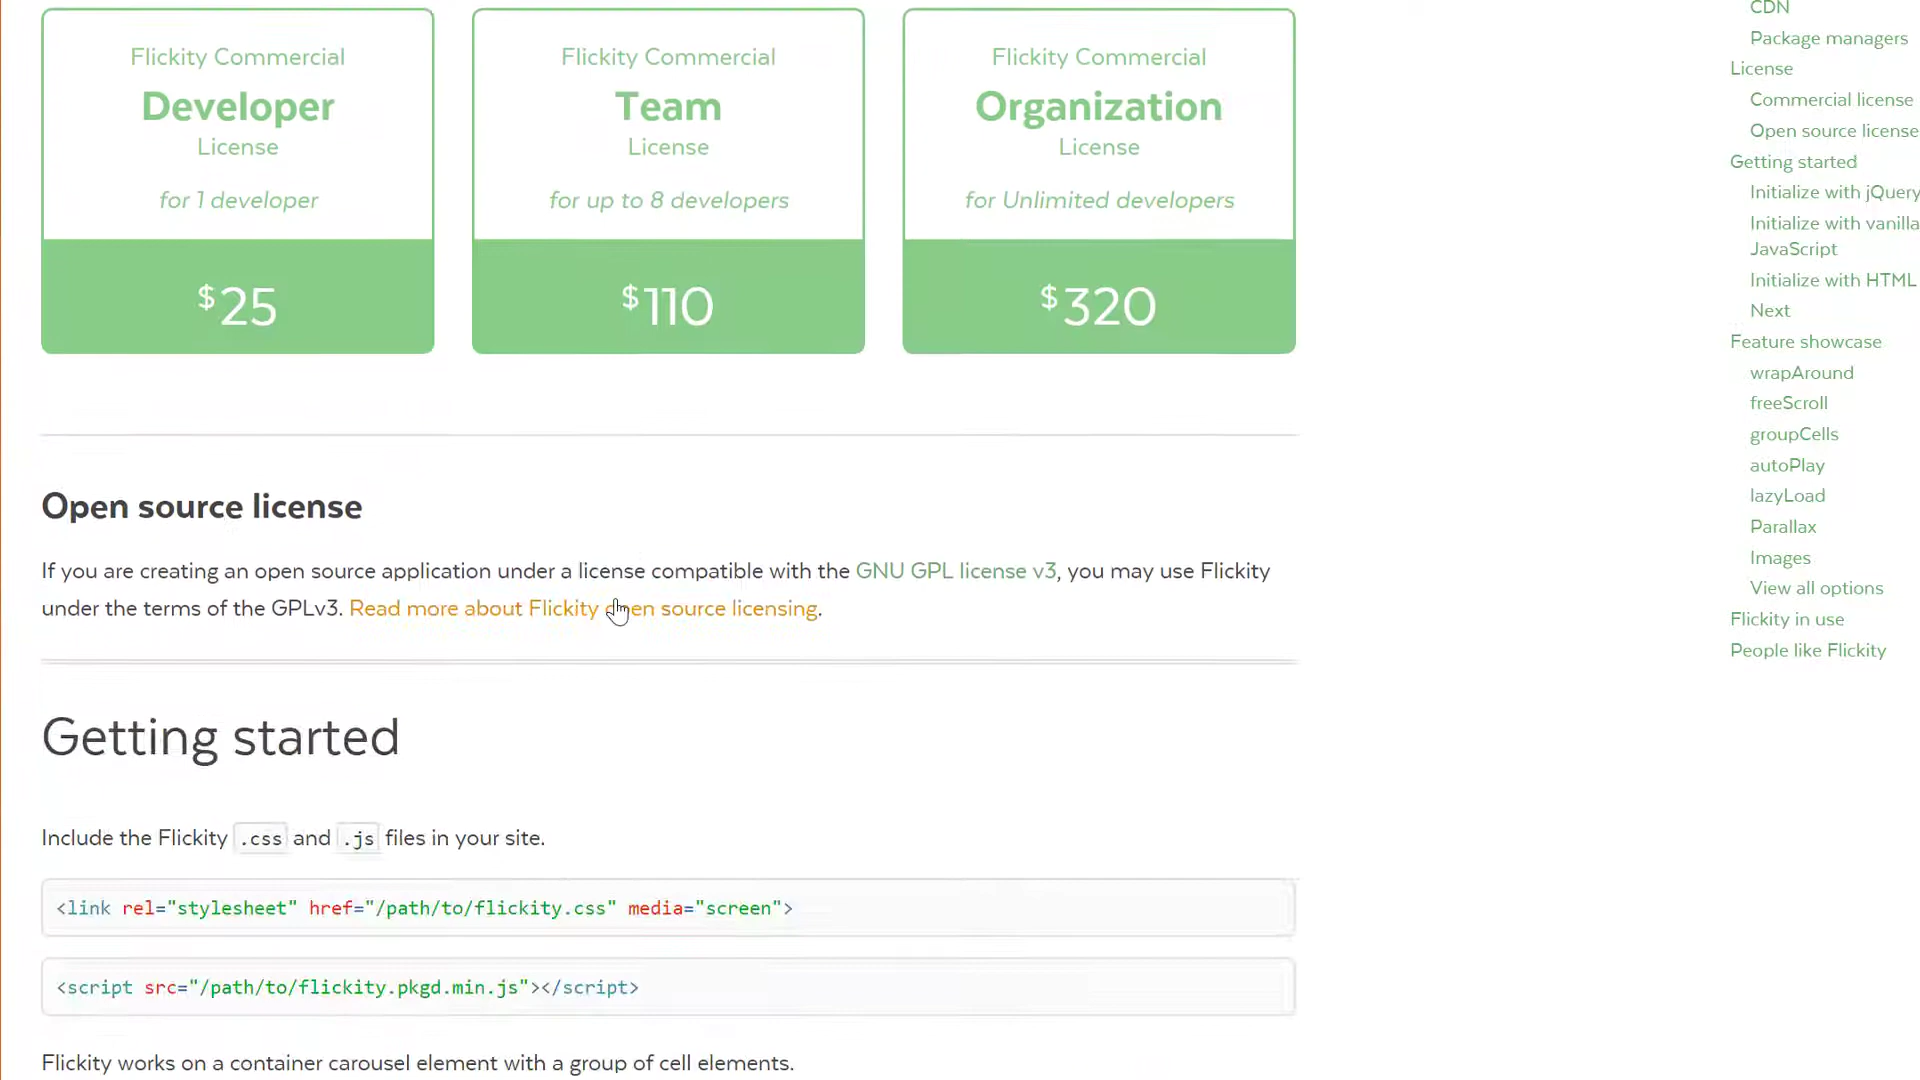 Flickity Commercial
Developer
License
for 1 developer
$25
Flickity Commercial
Team
License
for up to 8 developers
$110
Flickity Commercial
Organization
License
for Unlimited developers
$320
Open source license
If you are creating an open source application under a license compatible with the GNU GPL license v3, you may use Flickity
under the terms of the GPLv3. Read more about Flickity open source licensing.
Getting started
Include the Flickity .css and .js files in your site.
<link rel="stylesheet" href="/path/to/flickity.css" media="screen">
<script src="/path/to/flickity.pkgd.min.js"></script>
Flickity works on a container carousel element with a group of cell elements.
CDN
Package managers
License
Commercial license
Open source license
Getting started
Initialize with jQuery
Initialize with vanilla
JavaScript
Initialize with HTML
Next
Feature showcase
wrapAround
freeScroll
groupCells
autoPlay
lazyLoad
Parallax
Images
View all options
Flickity in use
People like Flickity